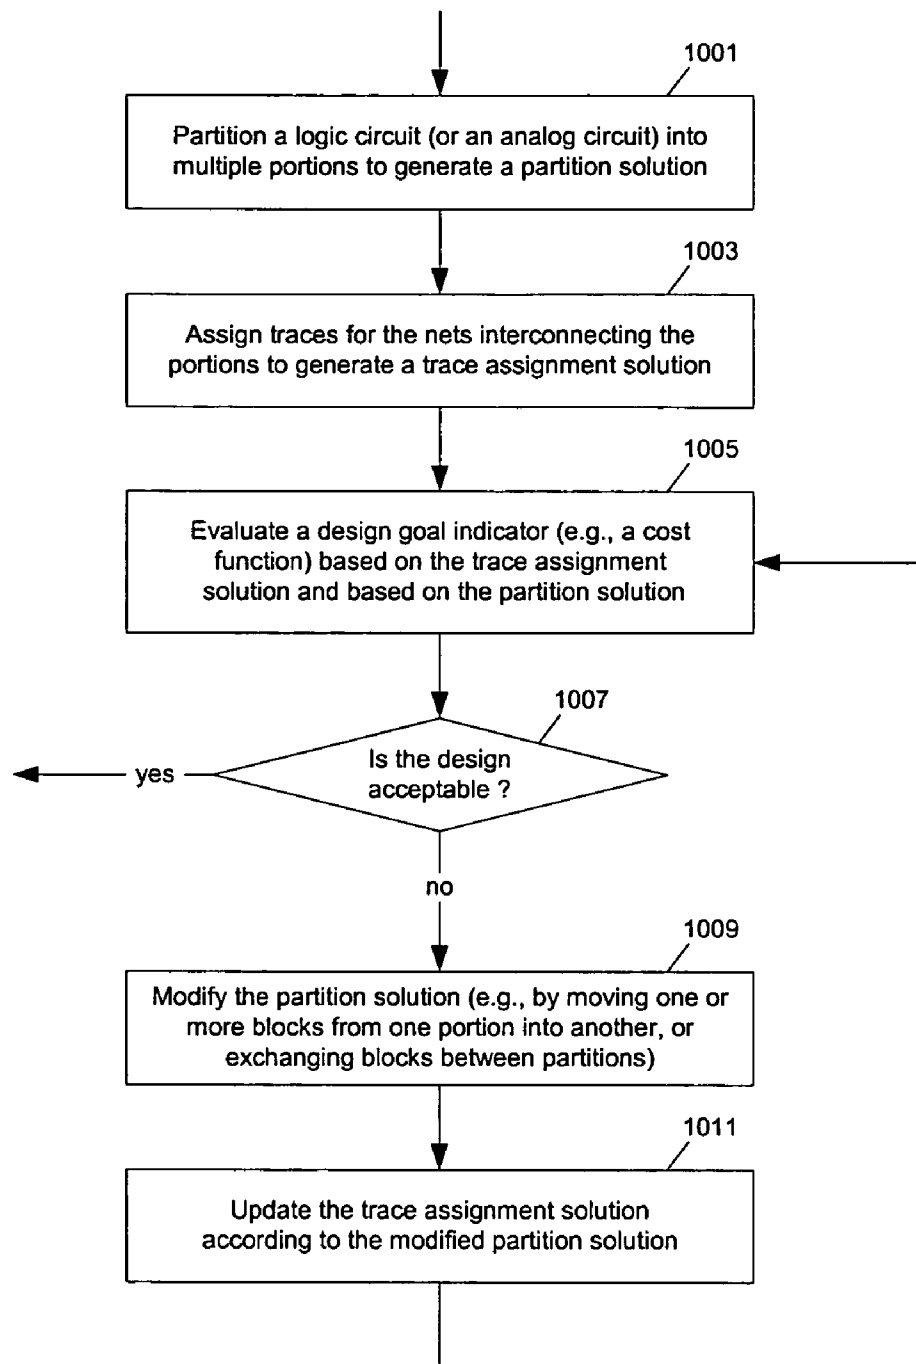 1001
Partition a logic circuit (or an analog circuit) into
multiple portions to generate a partition solution
1003
Assign traces for the nets interconnecting the
portions to generate a trace assignment solution
1005
Evaluate a design goal indicator (e.g., a cost
function) based on the trace assignment
solution and based on the partition solution
1007
Is the design
acceptable ?
yes
no
1009
Modify the partition solution (e.g., by moving one or
more blocks from one portion into another, or
exchanging blocks between partitions)
1011
Update the trace assignment solution
according to the modified partition solution